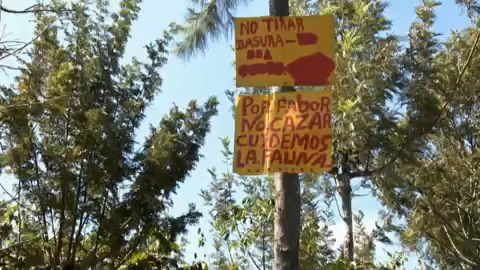 NO TIRAR
BASURA
POR FABOR
NO CAZAR
CUIDEMOS
LA FAUNA